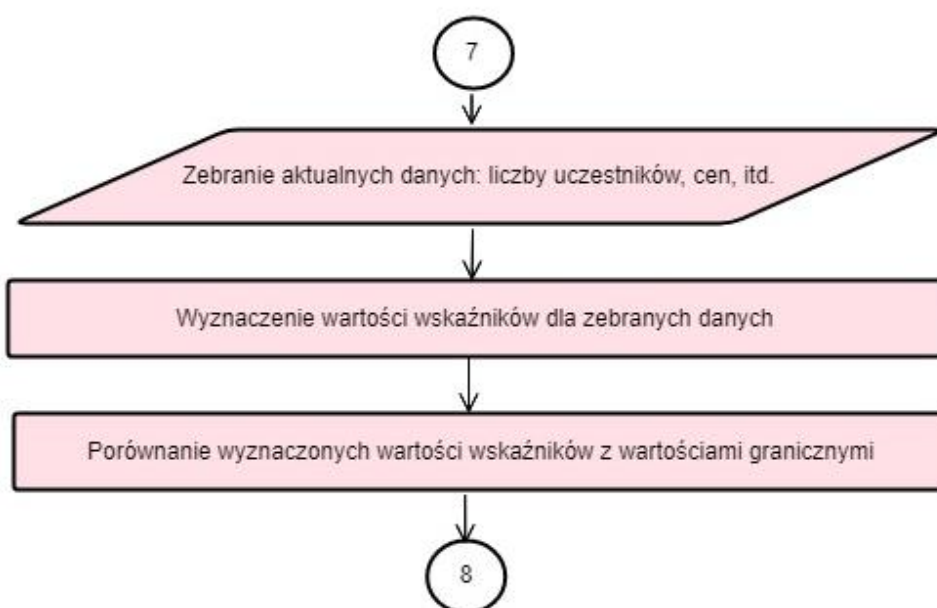 7
Zebranie aktualnych danych: liczby uczestników, cen, itd.
Wyznaczenie wartości wskaźników dla zebranych danych
Porównanie wyznaczonych wartości wskaźników z wartościami granicznymi
8